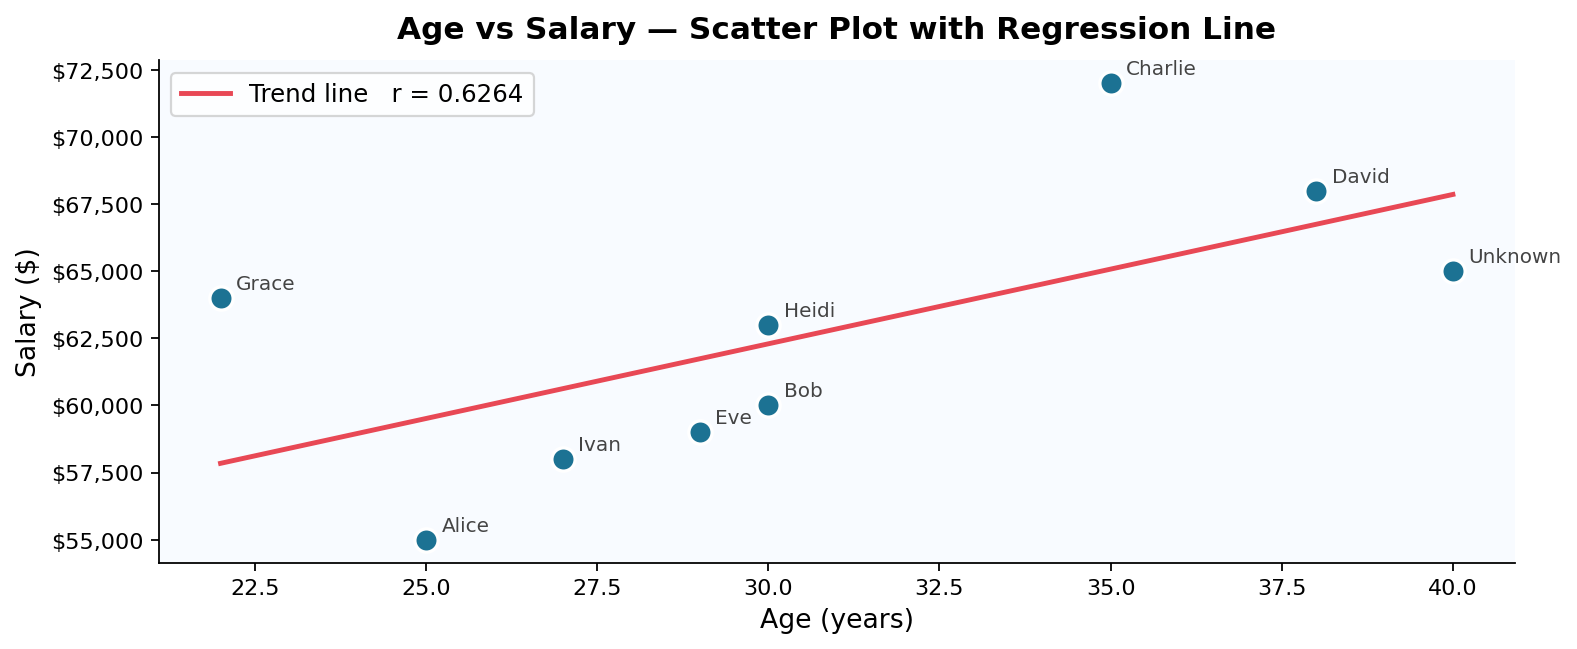 Age vs Salary — Scatter Plot with Regression Line
Trend line   r = 0.6264
Salary ($)
$72,500
$70,000
$67,500
$65,000
$62,500
$60,000
$57,500
$55,000
Charlie
David
Unknown
Grace
Heidi
Bob
Eve
Ivan
Alice
22.5 25.0 27.5 30.0 32.5 35.0 37.5 40.0
Age (years)